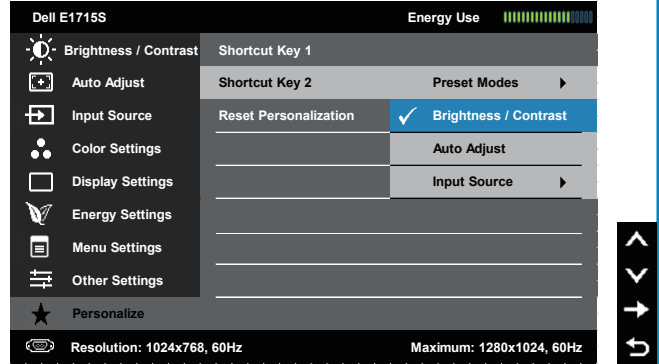 Dell E1715S Energy Use
Brightness / Contrast Shortcut Key 1
Auto Adjust Shortcut Key 2 Preset Modes
Input Source Reset Personalization Brightness / Contrast
Color Settings Auto Adjust
Display Settings Input Source
Energy Settings
Menu Settings
Other Settings
Personalize
Resolution: 1024x768, 60Hz Maximum: 1280x1024, 60Hz